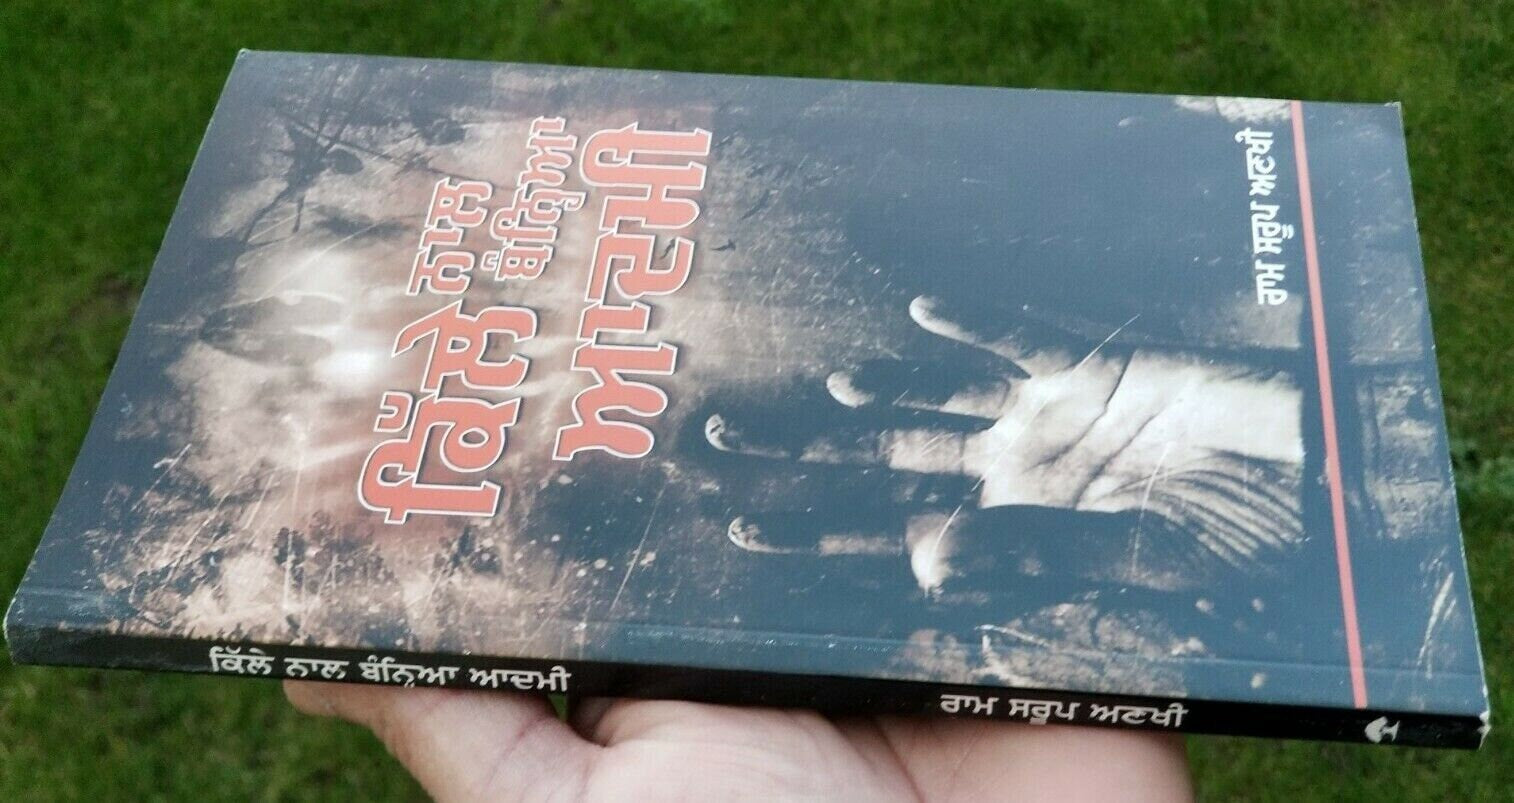 ਕਿੱਲੇ ਨਾਲ
ਬੰਨ੍ਹਿਆ
ਆਦਮੀ
ਰਾਮ ਸਰੂਪ ਅਣਖੀ
ਕਿੱਲੇ ਨਾਲ ਬੰਨ੍ਹਿਆ ਆਦਮੀ
ਰਾਮ ਸਰੂਪ ਅਣਖੀ